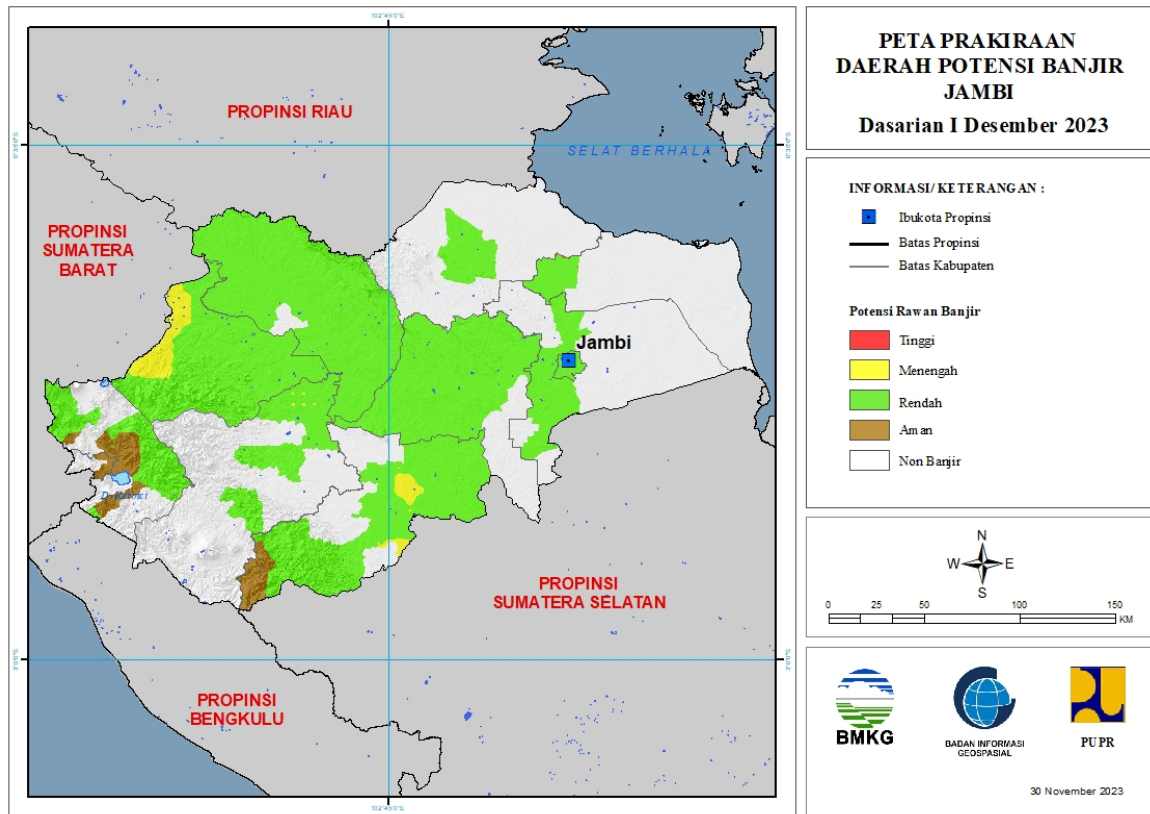 PETA PRAKIRAAN
DAERAH POTENSI BANJIR
JAMBI
Dasarian I Desember 2023
INFORMASI/KETERANGAN :
Ibukota Propinsi
Batas Propinsi
Batas Kabupaten
Potensi Rawan Banjir
Tinggi
Menengah
Rendah
Aman
Non Banjir
N
W E
S
0 25 50 100 150
KM
BMKG
BADAN INFORMASI
GEOSPASIAL
PUPR
30 November 2023
PROPINSI RIAU
SELAT BERHALA
PROPINSI
SUMATERA
BARAT
Jambi
PROPINSI
SUMATERA SELATAN
PROPINSI
BENGKULU